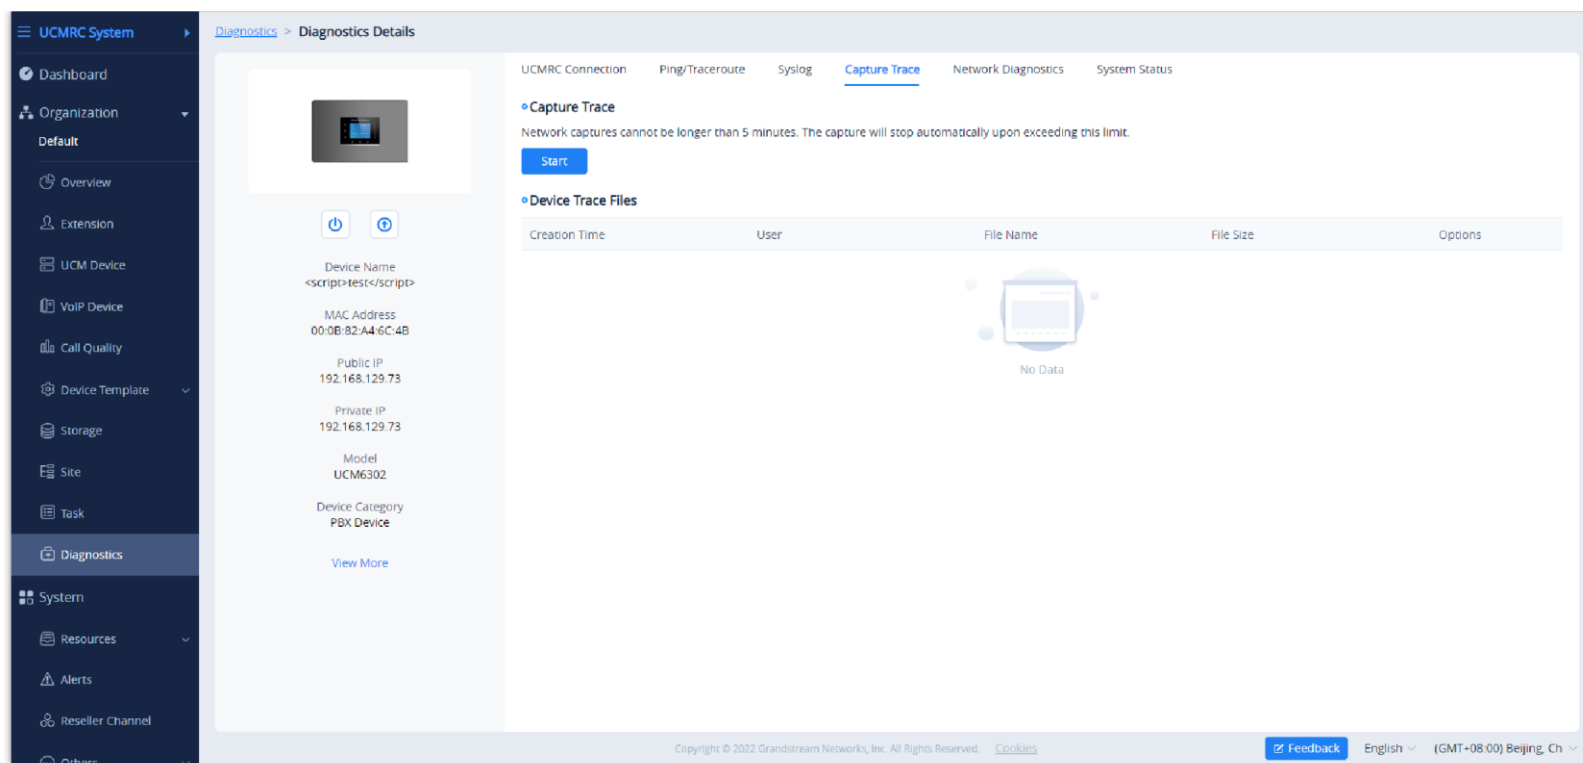 UCMRC System
Diagnostics > Diagnostics Details
Dashboard
Organization
Default
Overview
Extension
UCM Device
VoIP Device
Call Quality
Device Template
Storage
Site
Task
Diagnostics
System
Resources
Alerts
Reseller Channel
Others
Device Name
<script>test</script>
MAC Address
00:0B:82:A4:6C:4B
Public IP
192.168.129.73
Private IP
192.168.129.73
Model
UCM6302
Device Category
PBX Device
View More
UCMRC Connection Ping/Traceroute Syslog Capture Trace Network Diagnostics System Status
Capture Trace
Network captures cannot be longer than 5 minutes. The capture will stop automatically upon exceeding this limit.
Start
Device Trace Files
Creation Time User File Name File Size Options
No Data
Copyright © 2022 Grandstream Networks, Inc. All Rights Reserved. Cookies
Feedback English (GMT+08:00) Beijing, Ch